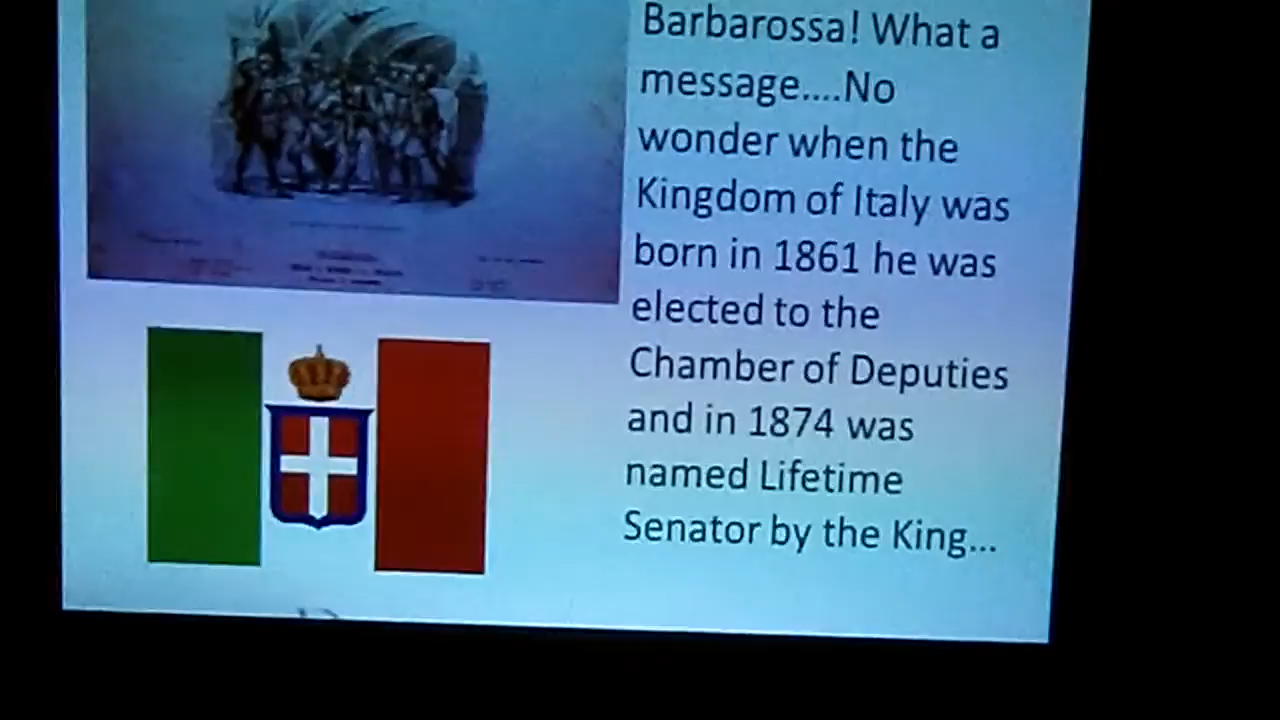 Barbarossa! What a
message....No
wonder when the
Kingdom of Italy was
born in 1861 he was
elected to the
Chamber of Deputies
and in 1874 was
named Lifetime
Senator by the King...